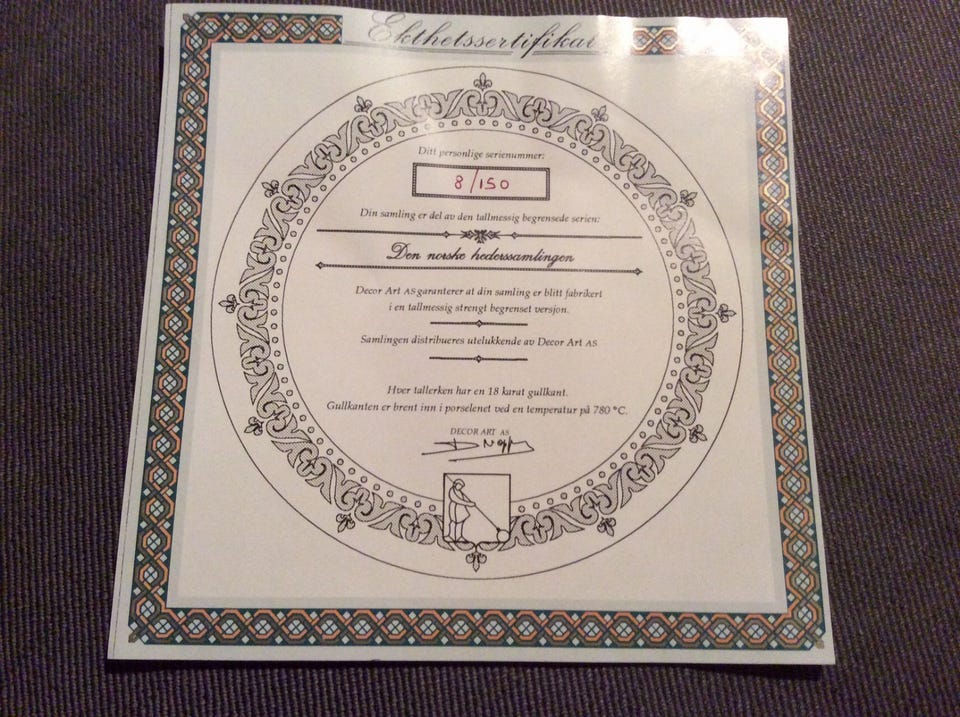 Ekthetssertifikat
Ditt personlige serienummer:
8/150
Din samling er del av den tallmessig begrensede serien:
Den norske hederssamlingen
Decor Art AS garanterer at din samling er blitt fabrikert
i en tallmessig strengt begrenset versjon.
Samlingen distribueres utelukkende av Decor Art AS
Hver tallerken har en 18 karat gullkant.
Gullkanten er brent inn i porselenet ved en temperatur på 780 °C.
DECOR ART AS